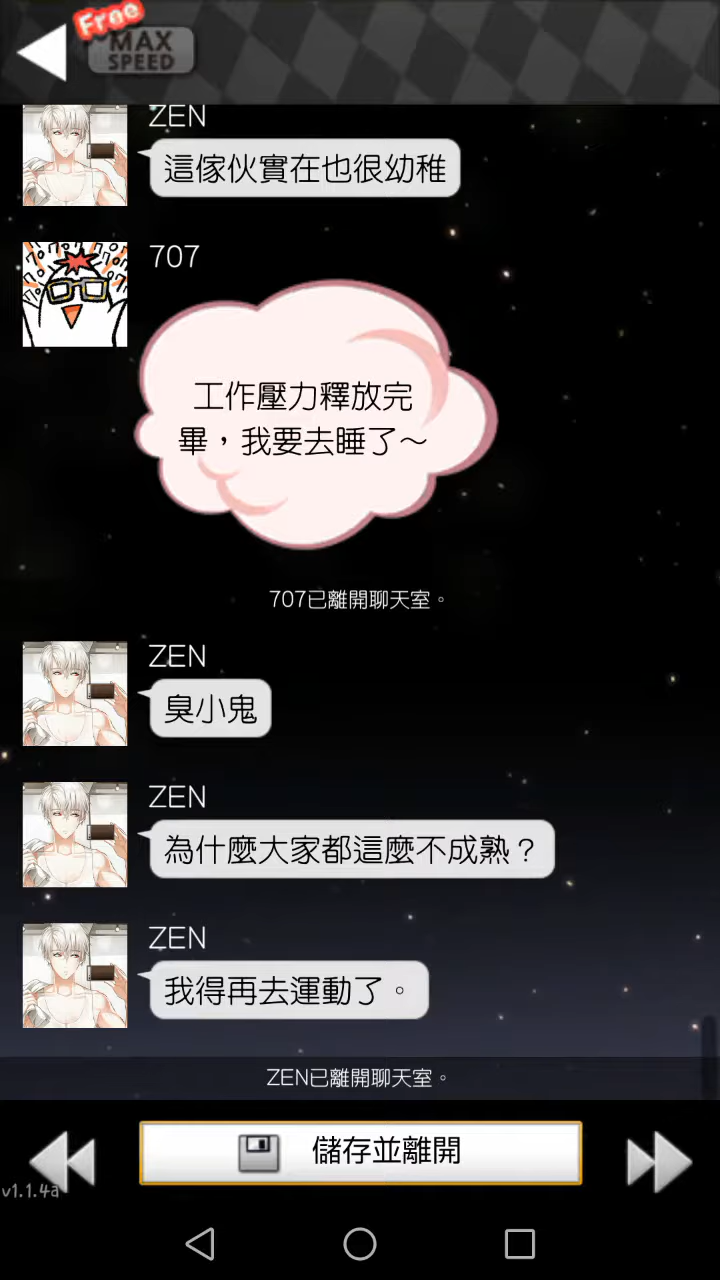 Free
MAX
SPEED
ZEN
這傢伙實在也很幼稚
707
工作壓力釋放完
畢，我要去睡了～
707已離開聊天室。
ZEN
臭小鬼
ZEN
為什麼大家都這麼不成熟？
ZEN
我得再去運動了。
ZEN已離開聊天室。
儲存並離開
v1.1.4a